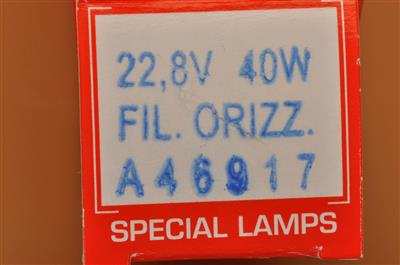 22,8V 40W
FIL. ORIZZ.
A46917
SPECIAL LAMPS